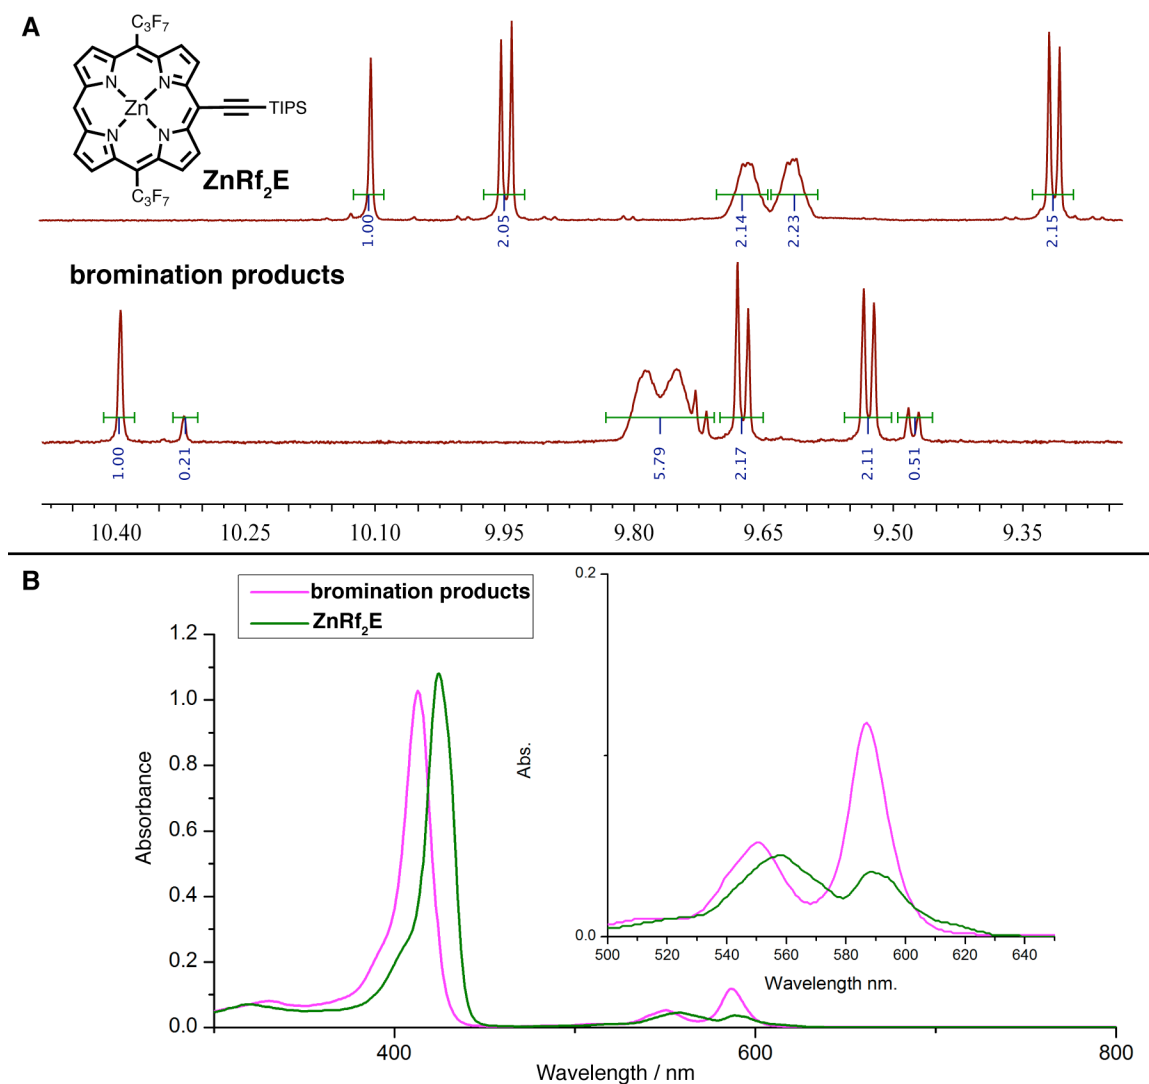 A
C3F7
N
N
Zn
TIPS
N
N
ZnRf2E
C3F7
1.00
2.05
2.14
2.23
2.15
bromination products
1.00
0.21
5.79
2.17
2.11
0.51
10.40 10.25 10.10 9.95 9.80 9.65 9.50 9.35
B
bromination products
ZnRf2E
1.2
1.0
0.8
0.6
0.4
0.2
0.0
Absorbance
400 600 800
Wavelength / nm
0.2
0.0
Abs.
500 520 540 560 580 600 620 640
Wavelength nm.